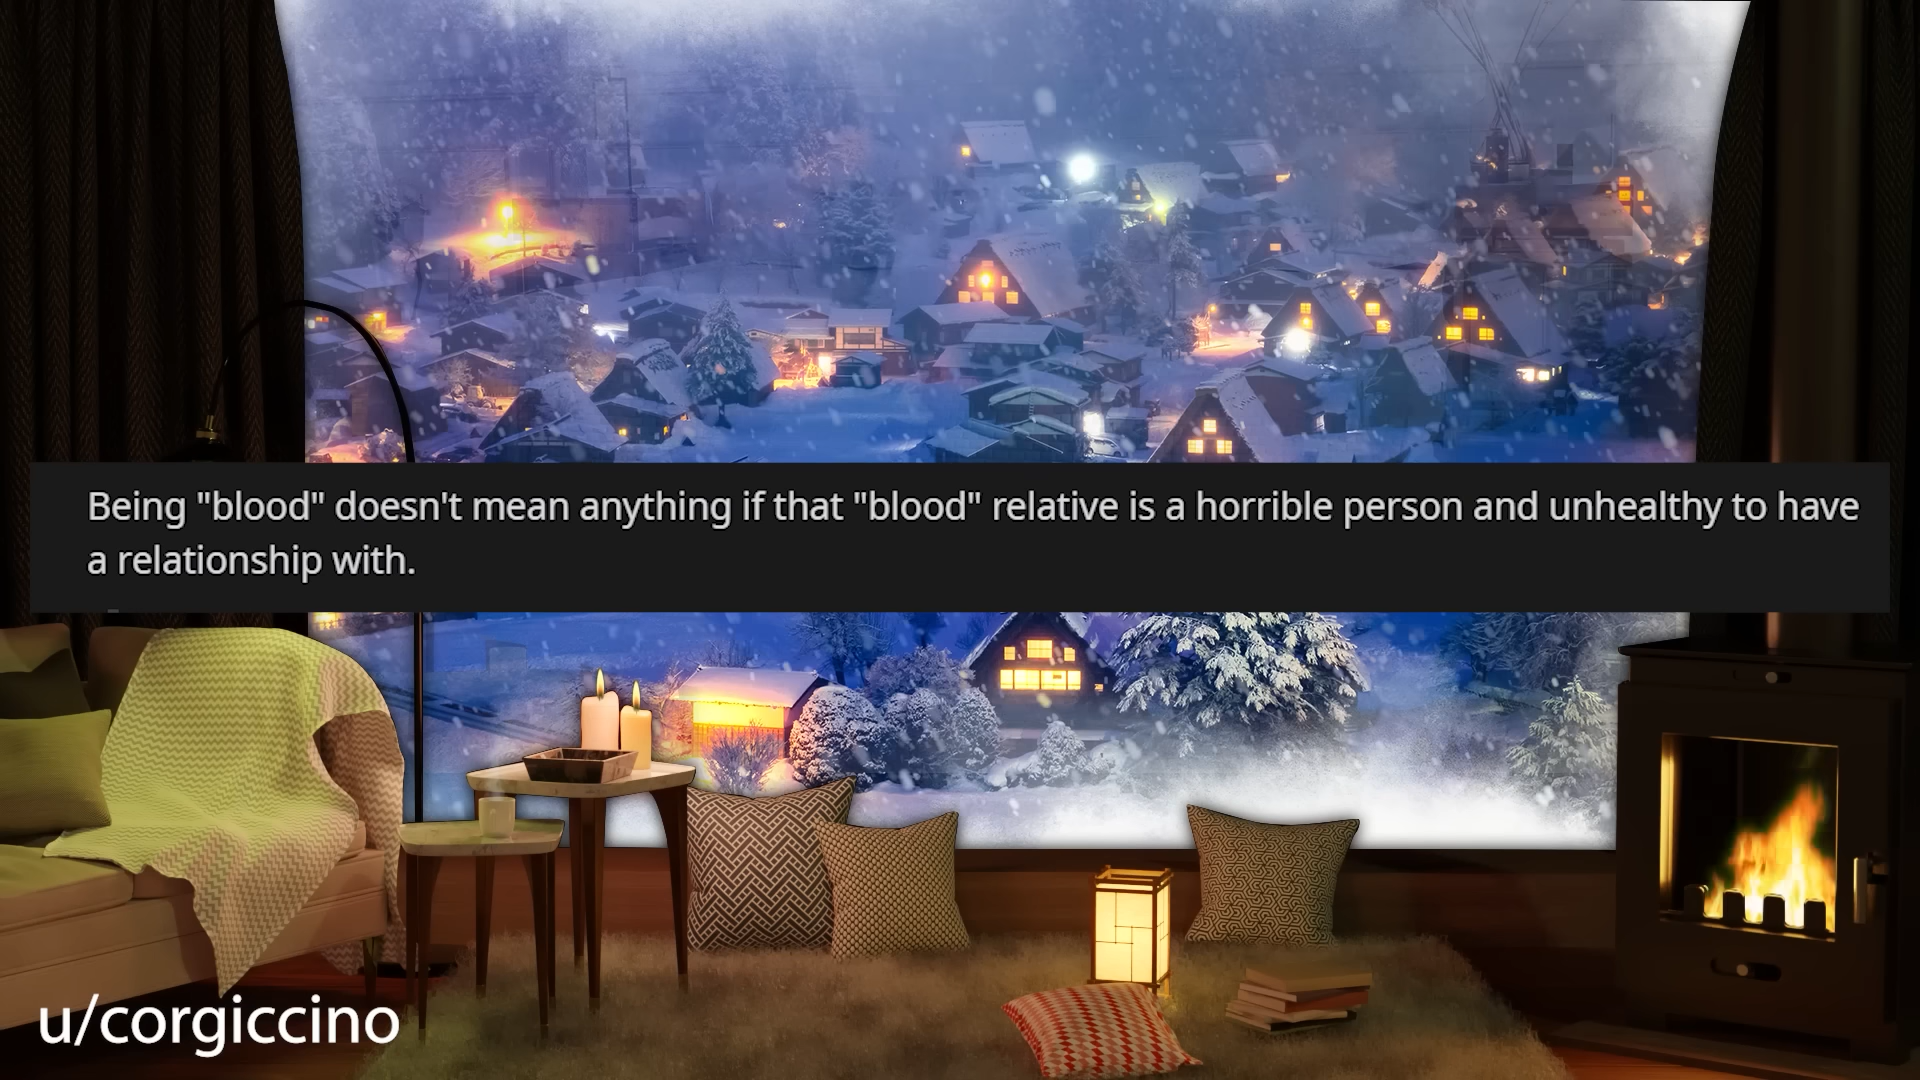 Being "blood" doesn't mean anything if that "blood" relative is a horrible person and unhealthy to have
a relationship with.
u/corgiccino